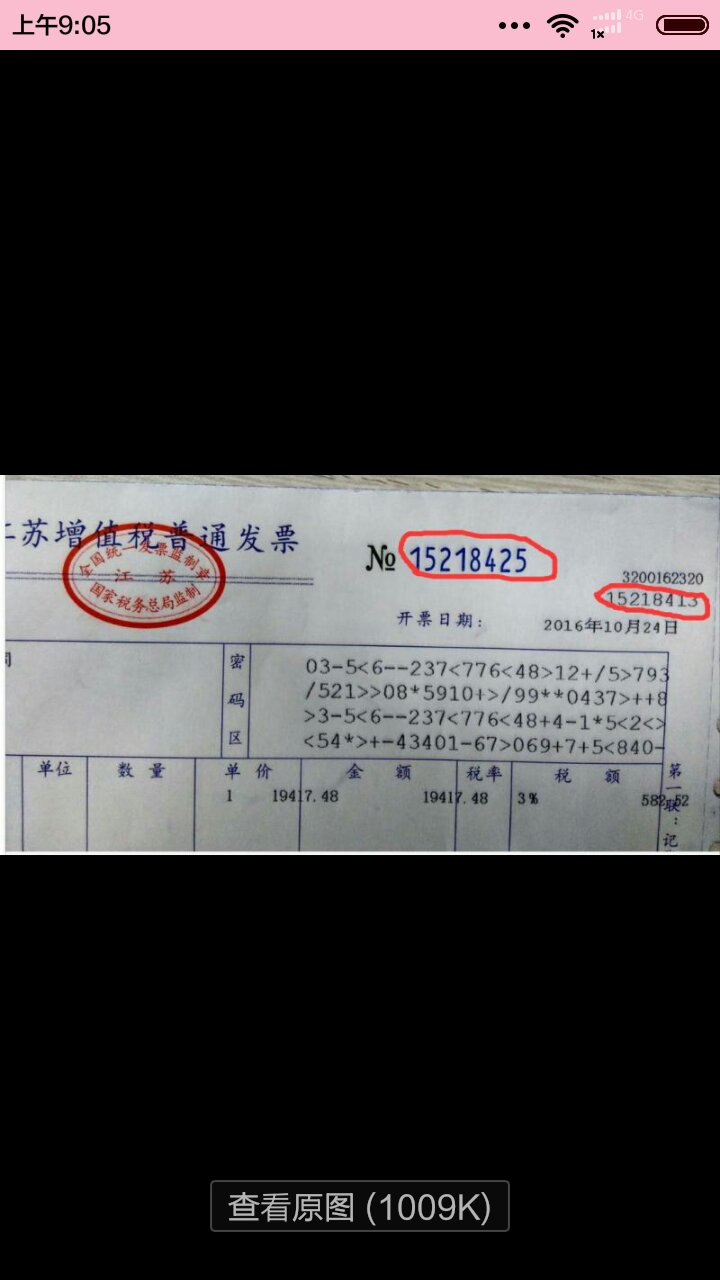 上午9:05
4G
1×
苏增值税普通发票
全国统一发票监制章
江 苏
国家税务总局监制
№ 15218425
3200162320
15218413
开票日期: 2016年10月24日
密码区
03-5<6--237<776<48>12+/5>793
/521>>08*5910+>/99**0437>++8
>3-5<6--237<776<48+4-1*5<2<>
<54*>+-43401-67>069+7+5<840-
单位 数 量 单 价 金 额 税率 税 额
1 19417.48 19417.48 3% 582.52
第一联:记
查看原图 (1009K)